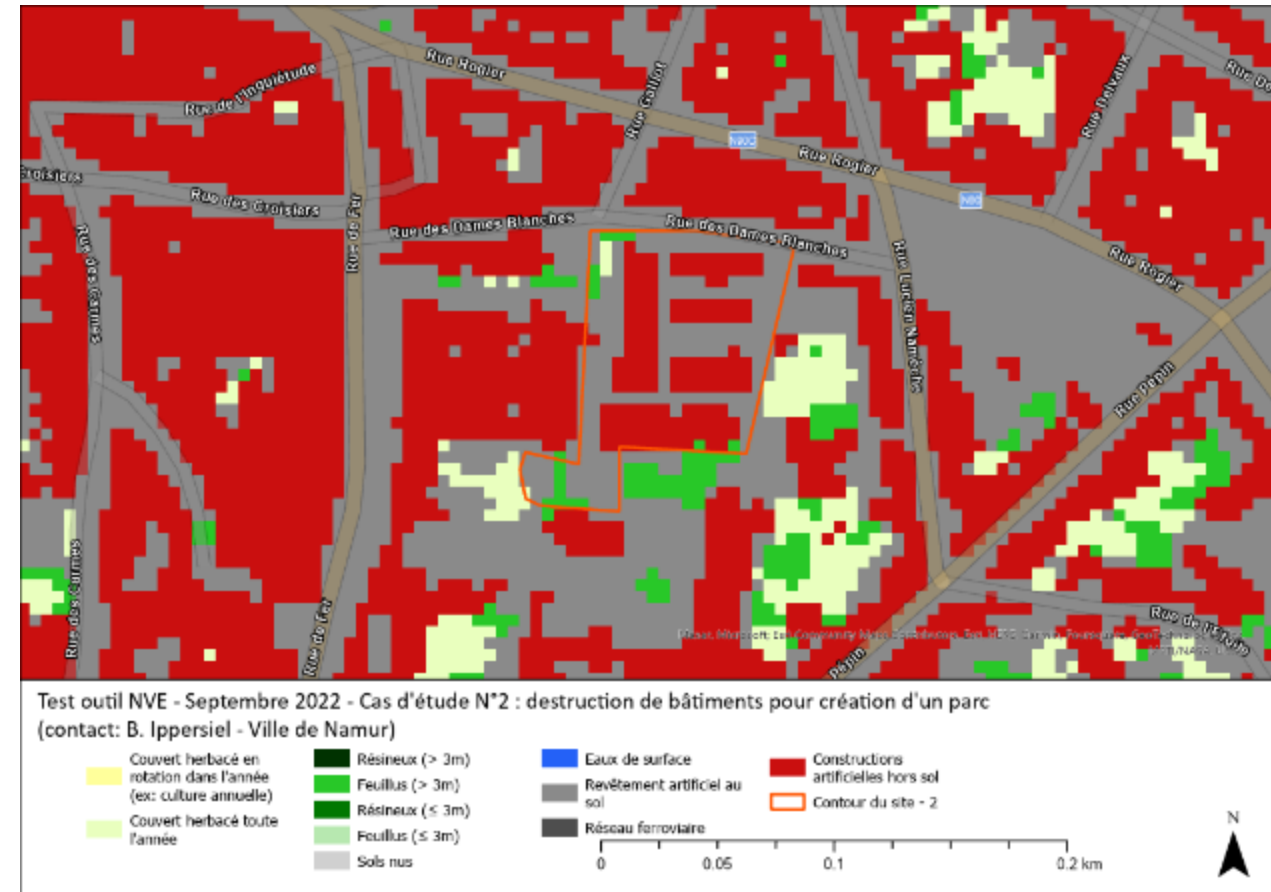 Rue Rogier
Rue de l'Inquiétude
Rue Galliot
Rue Delvaux
N90
Rue Rogier
Croisiers
Rue des Croisiers
Rue de Fer
N90
Rue des Dames Blanches
Rue des Dames Blanches
Rue des Carmes
Rue Lucien Namêche
Rue Rogier
Rue Pépin
Rue des Carmes
Rue de Fer
Pépin
Rue de l'Etoile
Test outil NVE - Septembre 2022 - Cas d'étude N°2 : destruction de bâtiments pour création d'un parc
(contact: B. Ippersiel - Ville de Namur)
Couvert herbacé en
rotation dans l'année
(ex: culture annuelle)
Couvert herbacé toute
l'année
Résineux (> 3m)
Feuillus (> 3m)
Résineux (≤ 3m)
Feuillus (≤ 3m)
Sols nus
Eaux de surface
Revêtement artificiel au
sol
Réseau ferroviaire
Constructions
artificielles hors sol
Contour du site - 2
0 0.05 0.1 0.2 km
N